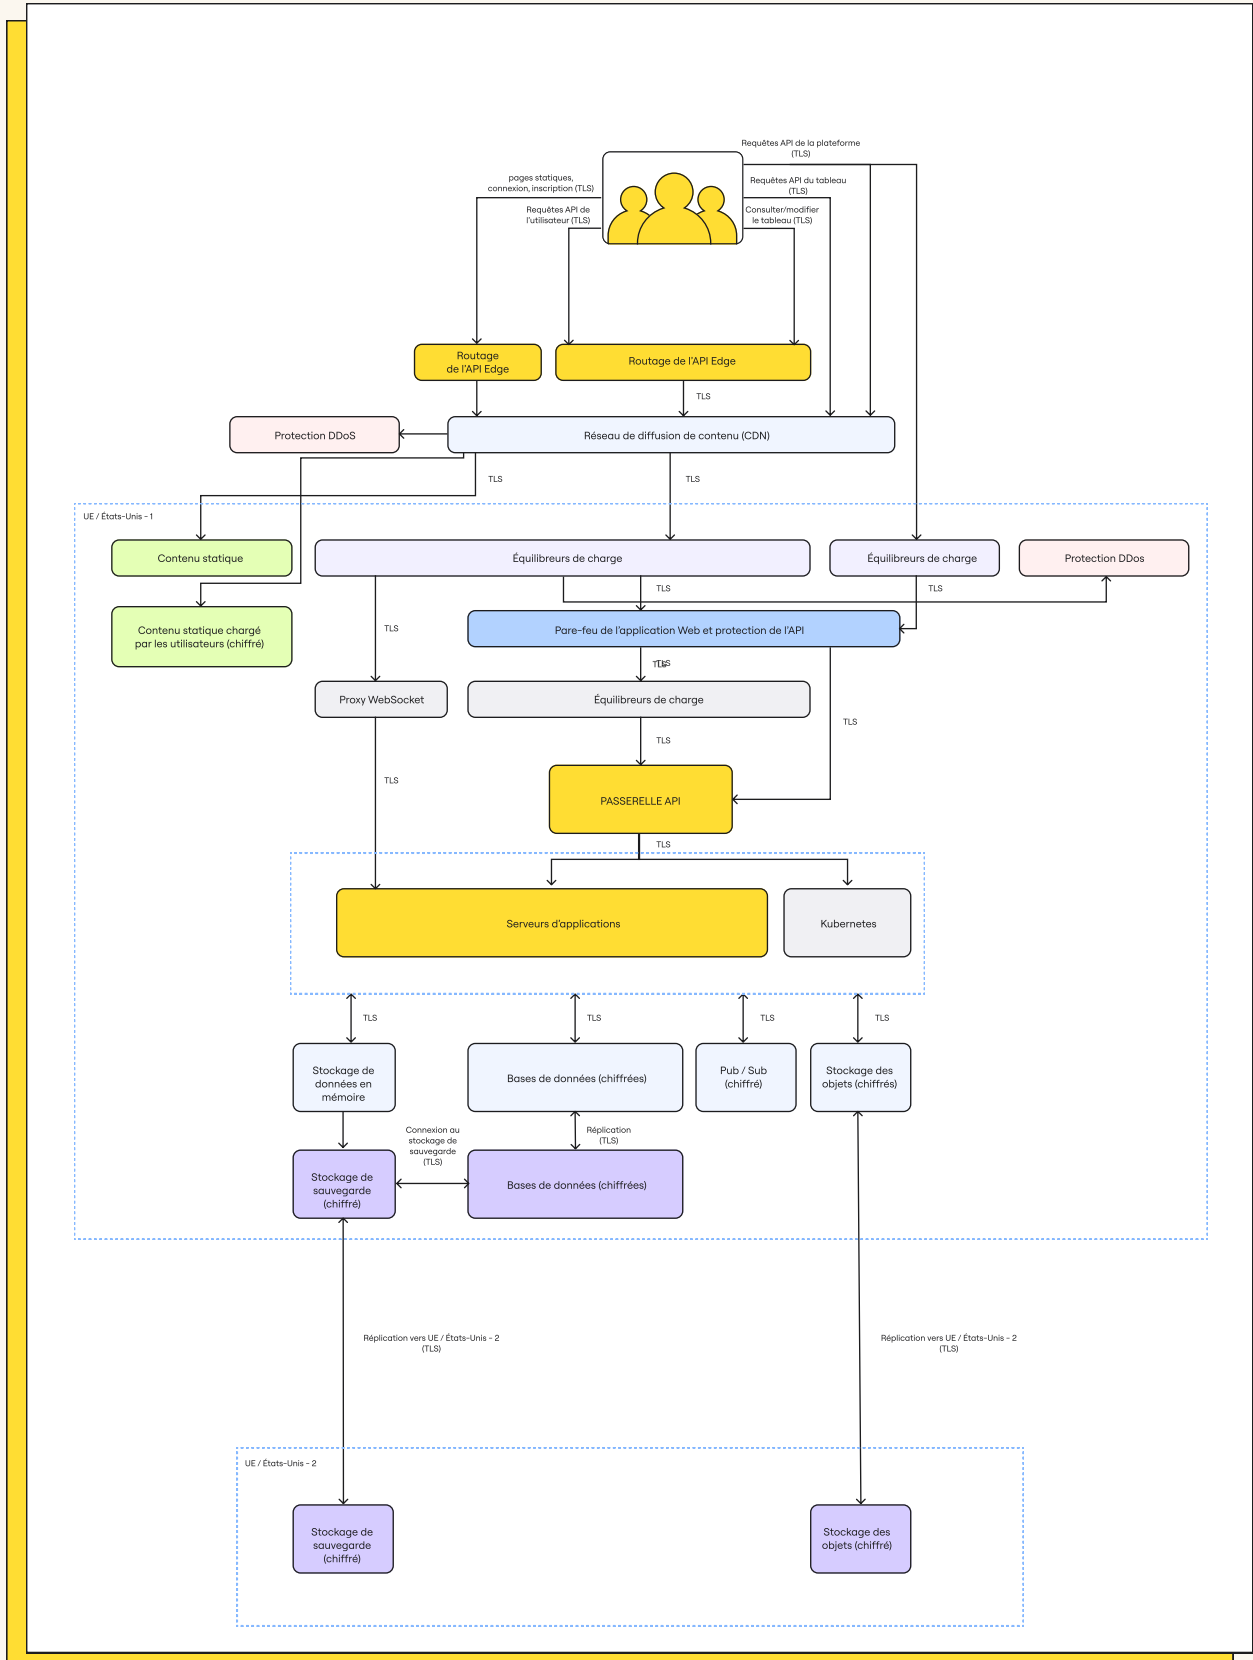 Requêtes API de la plateforme
(TLS)
pages statiques,
connexion, inscription (TLS)
Requêtes API du tableau
(TLS)
Requêtes API de
l'utilisateur (TLS)
Consulter/modifier
le tableau (TLS)
Routage
de l'API Edge
Routage de l'API Edge
TLS
Protection DDoS
Réseau de diffusion de contenu (CDN)
TLS
TLS
UE / États-Unis - 1
Contenu statique
Équilibreurs de charge
Équilibreurs de charge
Protection DDos
TLS
TLS
Contenu statique chargé
par les utilisateurs (chiffré)
TLS
Pare-feu de l'application Web et protection de l'API
TLS
TLS
Proxy WebSocket
Équilibreurs de charge
TLS
TLS
TLS
PASSERELLE API
TLS
Serveurs d'applications
Kubernetes
TLS
TLS
TLS
TLS
Stockage de
données en
mémoire
Bases de données (chiffrées)
Pub / Sub
(chiffré)
Stockage des
objets (chiffrés)
Connexion au
stockage de
sauvegarde
(TLS)
Réplication
(TLS)
Stockage de
sauvegarde
(chiffré)
Bases de données (chiffrées)
Réplication vers UE / États-Unis - 2
(TLS)
Réplication vers UE / États-Unis - 2
(TLS)
UE / États-Unis - 2
Stockage de
sauvegarde
(chiffré)
Stockage des
objets (chiffré)